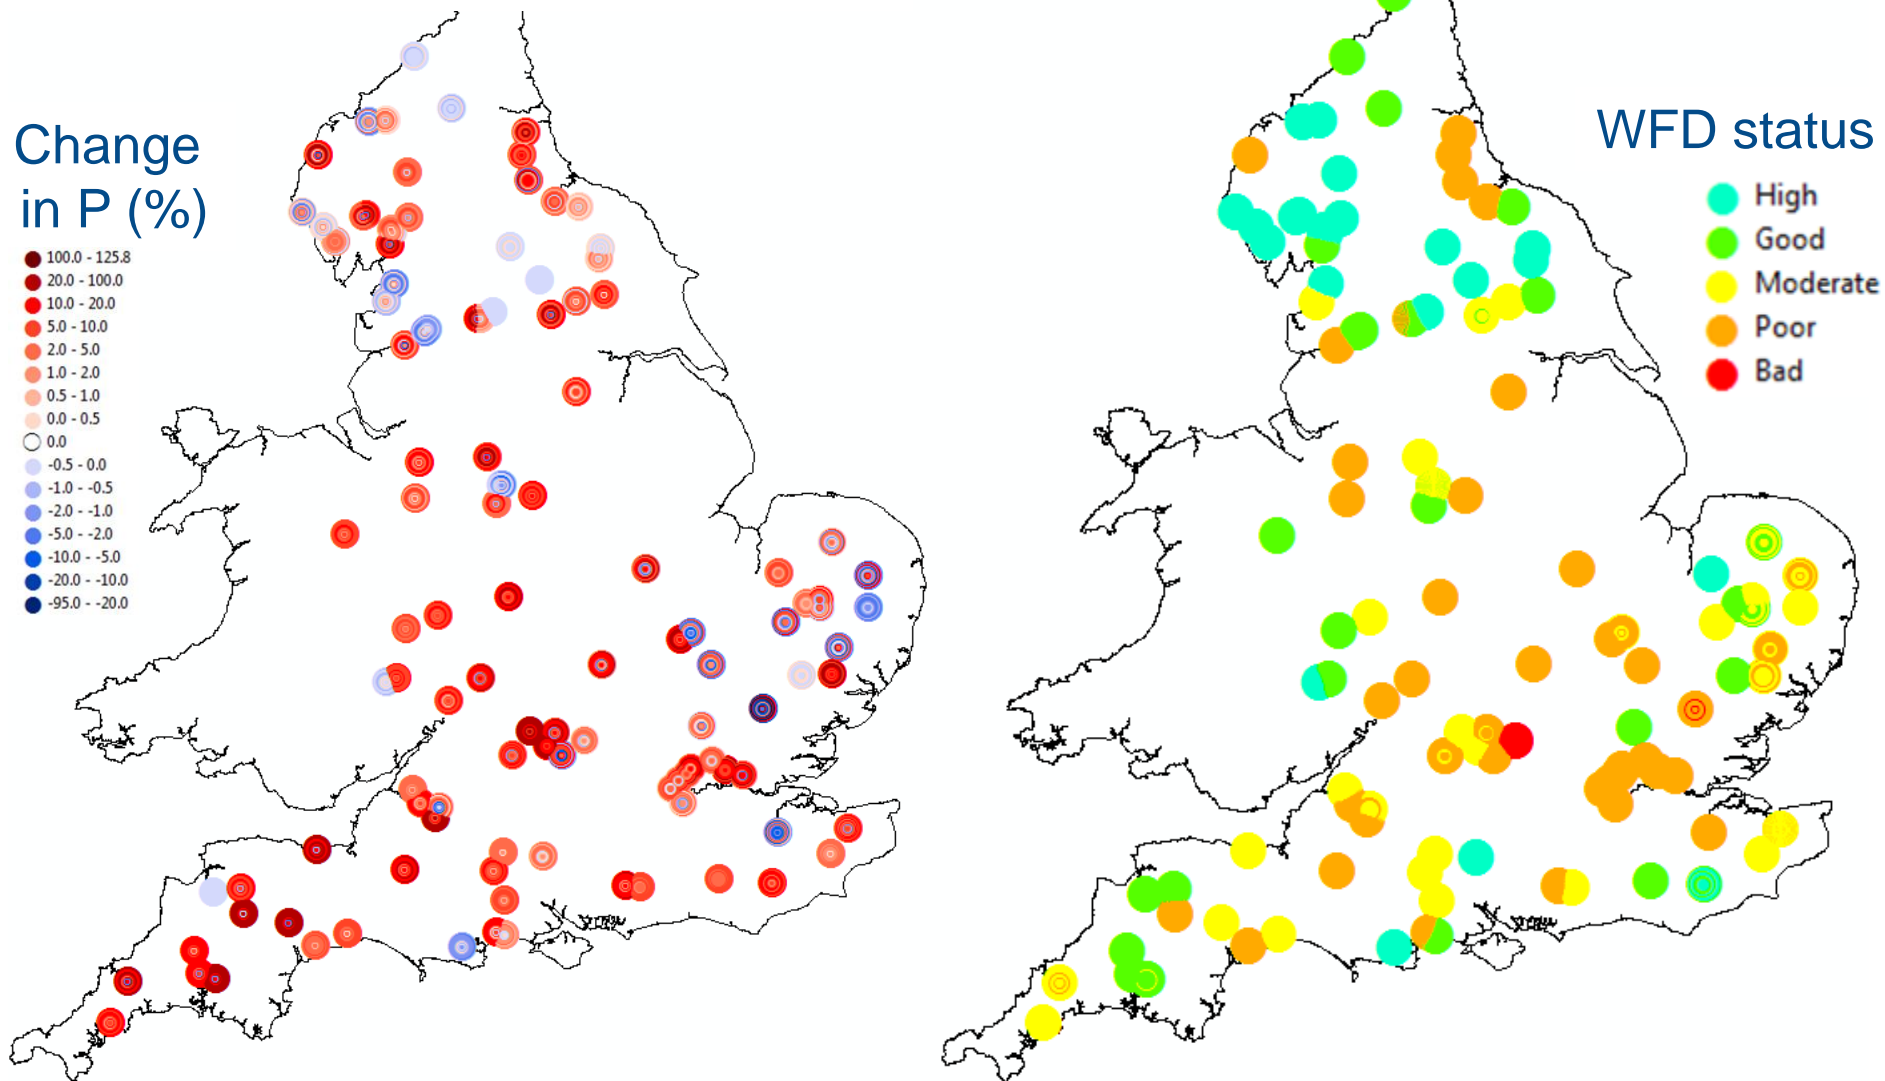 Change
in P (%)
100.0 - 125.8
20.0 - 100.0
10.0 - 20.0
5.0 - 10.0
2.0 - 5.0
1.0 - 2.0
0.5 - 1.0
0.0 - 0.5
0.0
-0.5 - 0.0
-1.0 - -0.5
-2.0 - -1.0
-5.0 - -2.0
-10.0 - -5.0
-20.0 - -10.0
-95.0 - -20.0
WFD status
High
Good
Moderate
Poor
Bad